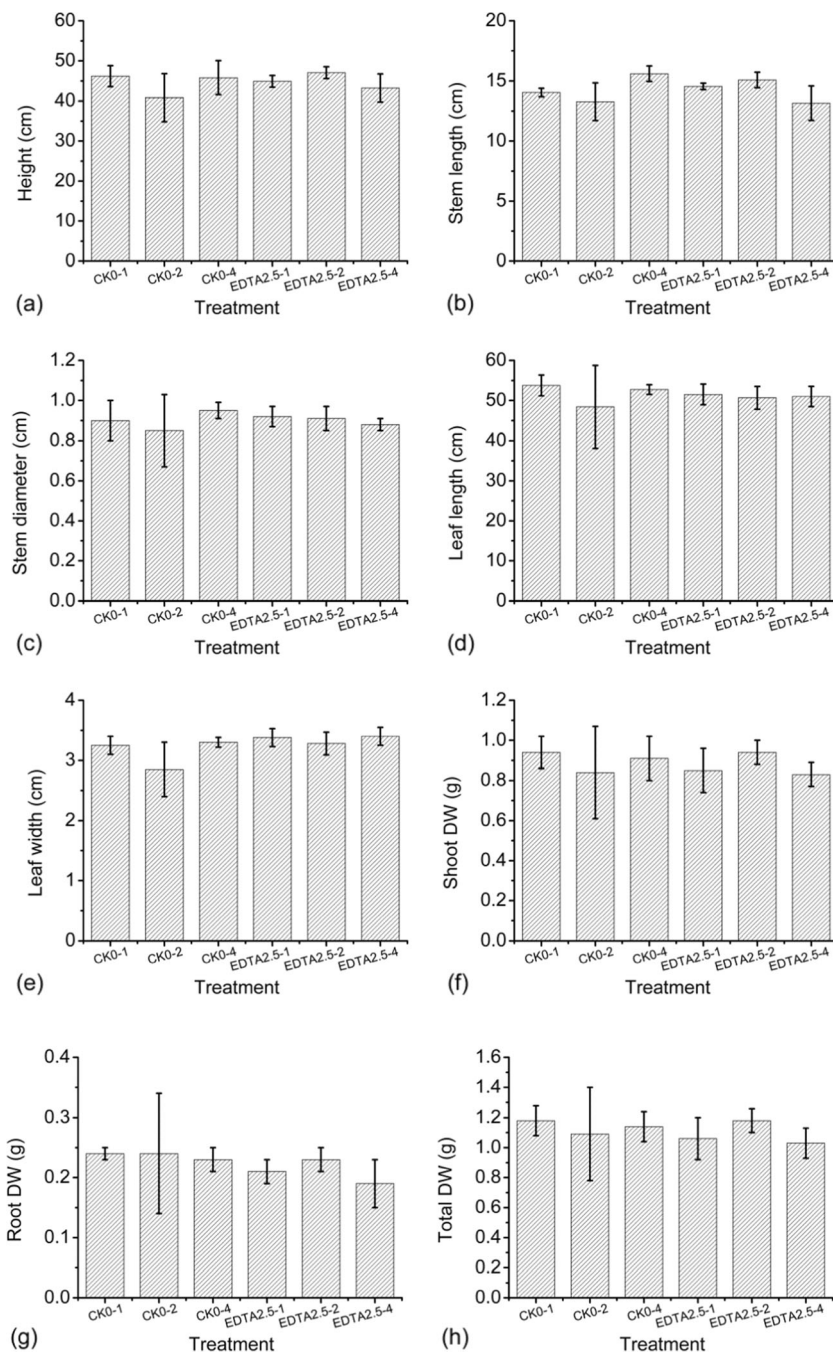 60
50
40
30
20
10
0
Height (cm)
CK0-1 CK0-2 CK0-4 EDTA2.5-1 EDTA2.5-2 EDTA2.5-4
(a) Treatment
20
15
10
5
0
Stem length (cm)
CK0-1 CK0-2 CK0-4 EDTA2.5-1 EDTA2.5-2 EDTA2.5-4
(b) Treatment
1.2
1.0
0.8
0.6
0.4
0.2
0.0
Stem diameter (cm)
CK0-1 CK0-2 CK0-4 EDTA2.5-1 EDTA2.5-2 EDTA2.5-4
(c) Treatment
60
50
40
30
20
10
0
Leaf length (cm)
CK0-1 CK0-2 CK0-4 EDTA2.5-1 EDTA2.5-2 EDTA2.5-4
(d) Treatment
4
3
2
1
0
Leaf width (cm)
CK0-1 CK0-2 CK0-4 EDTA2.5-1 EDTA2.5-2 EDTA2.5-4
(e) Treatment
1.2
1.0
0.8
0.6
0.4
0.2
0.0
Shoot DW (g)
CK0-1 CK0-2 CK0-4 EDTA2.5-1 EDTA2.5-2 EDTA2.5-4
(f) Treatment
0.4
0.3
0.2
0.1
0.0
Root DW (g)
CK0-1 CK0-2 CK0-4 EDTA2.5-1 EDTA2.5-2 EDTA2.5-4
(g) Treatment
1.6
1.4
1.2
1.0
0.8
0.6
0.4
0.2
0.0
Total DW (g)
CK0-1 CK0-2 CK0-4 EDTA2.5-1 EDTA2.5-2 EDTA2.5-4
(h) Treatment